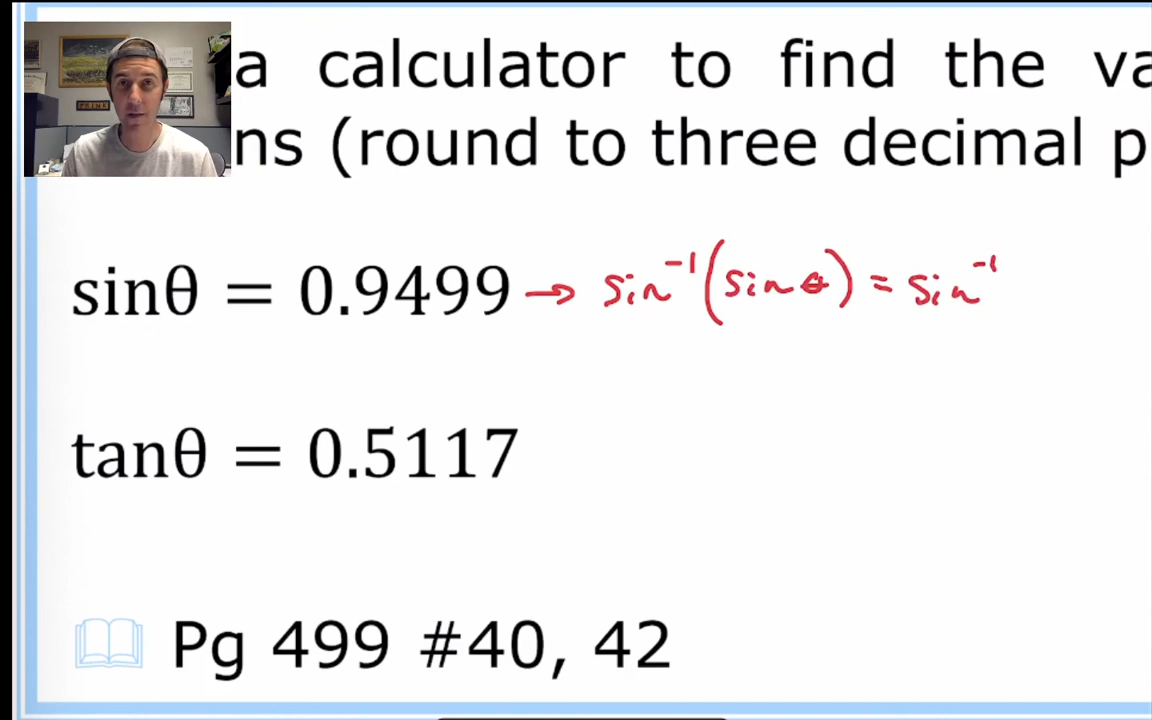 a calculator to find the va
ns (round to three decimal p
sinθ = 0.9499 → sin⁻¹(sin θ) = sin⁻¹
tanθ = 0.5117
Pg 499 #40, 42